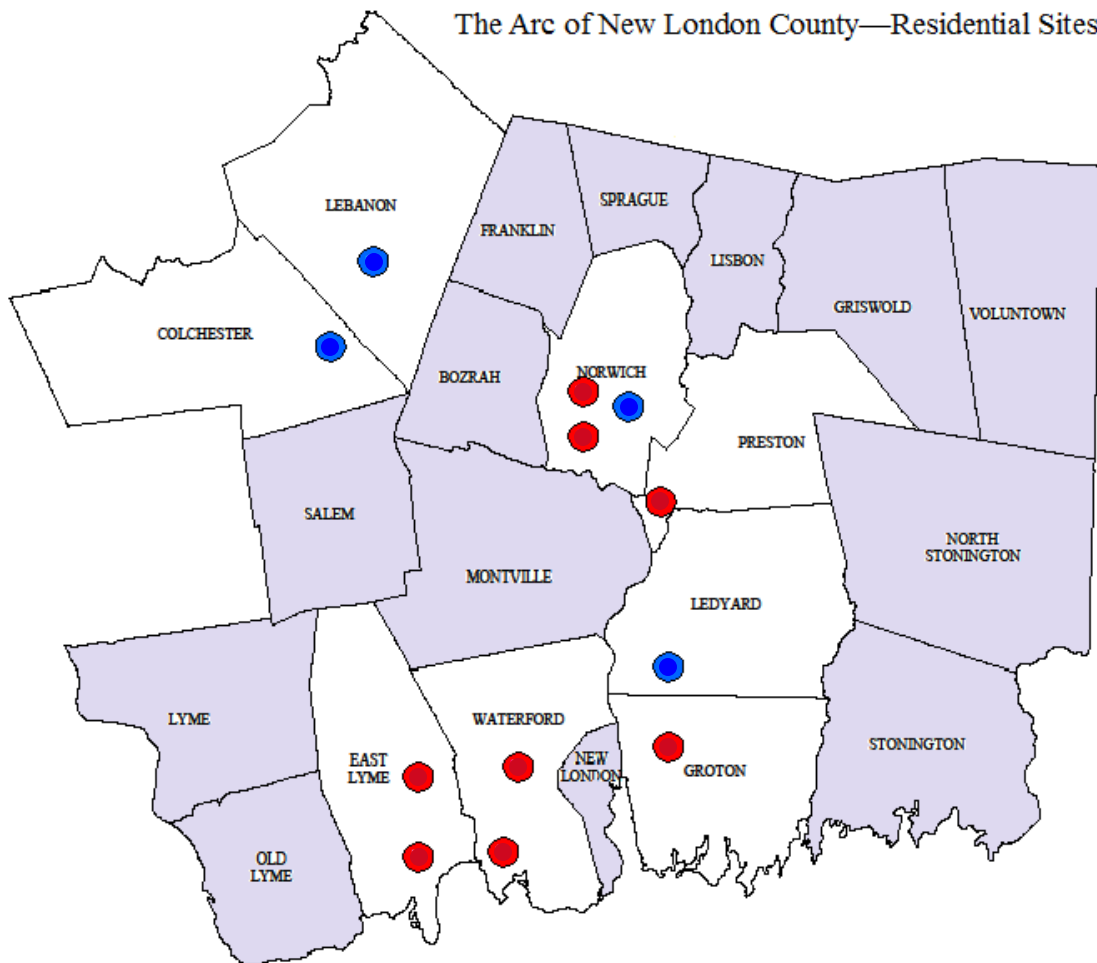 The Arc of New London County—Residential Sites
LEBANON
SPRAGUE
FRANKLIN
LISBON
GRISWOLD
VOLUNTOWN
COLCHESTER
BOZRAH
NORWICH
PRESTON
SALEM
NORTH
STONINGTON
MONTVILLE
LEDYARD
LYME
WATERFORD
EAST
LYME
NEW
LONDON
GROTON
STONINGTON
OLD
LYME